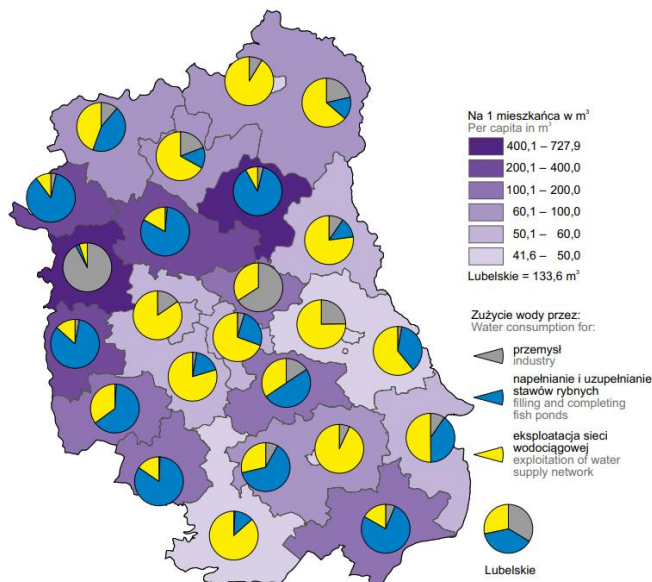 Na 1 mieszkańca w m³
Per capita in m³
400,1 – 727,9
200,1 – 400,0
100,1 – 200,0
60,1 – 100,0
50,1 – 60,0
41,6 – 50,0
Lubelskie = 133,6 m³
Zużycie wody przez:
Water consumption for:
przemysł
industry
napełnianie i uzupełnianie
stawów rybnych
filling and completing
fish ponds
eksploatacja sieci
wodociągowej
exploitation of water
supply network
Lubelskie